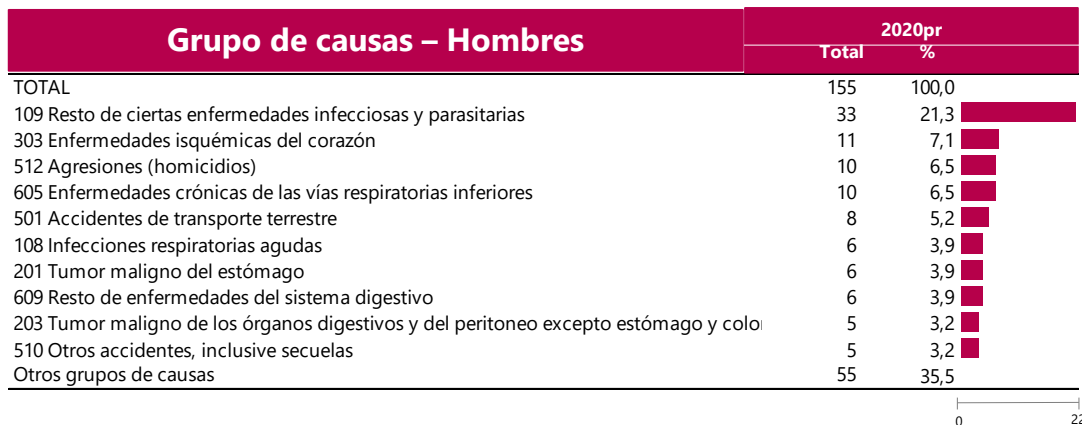 Grupo de causas – Hombres
2020pr
Total %
TOTAL 155 100,0
109 Resto de ciertas enfermedades infecciosas y parasitarias 33 21,3
303 Enfermedades isquémicas del corazón 11 7,1
512 Agresiones (homicidios) 10 6,5
605 Enfermedades crónicas de las vías respiratorias inferiores 10 6,5
501 Accidentes de transporte terrestre 8 5,2
108 Infecciones respiratorias agudas 6 3,9
201 Tumor maligno del estómago 6 3,9
609 Resto de enfermedades del sistema digestivo 6 3,9
203 Tumor maligno de los órganos digestivos y del peritoneo excepto estómago y colo 5 3,2
510 Otros accidentes, inclusive secuelas 5 3,2
Otros grupos de causas 55 35,5
0 22